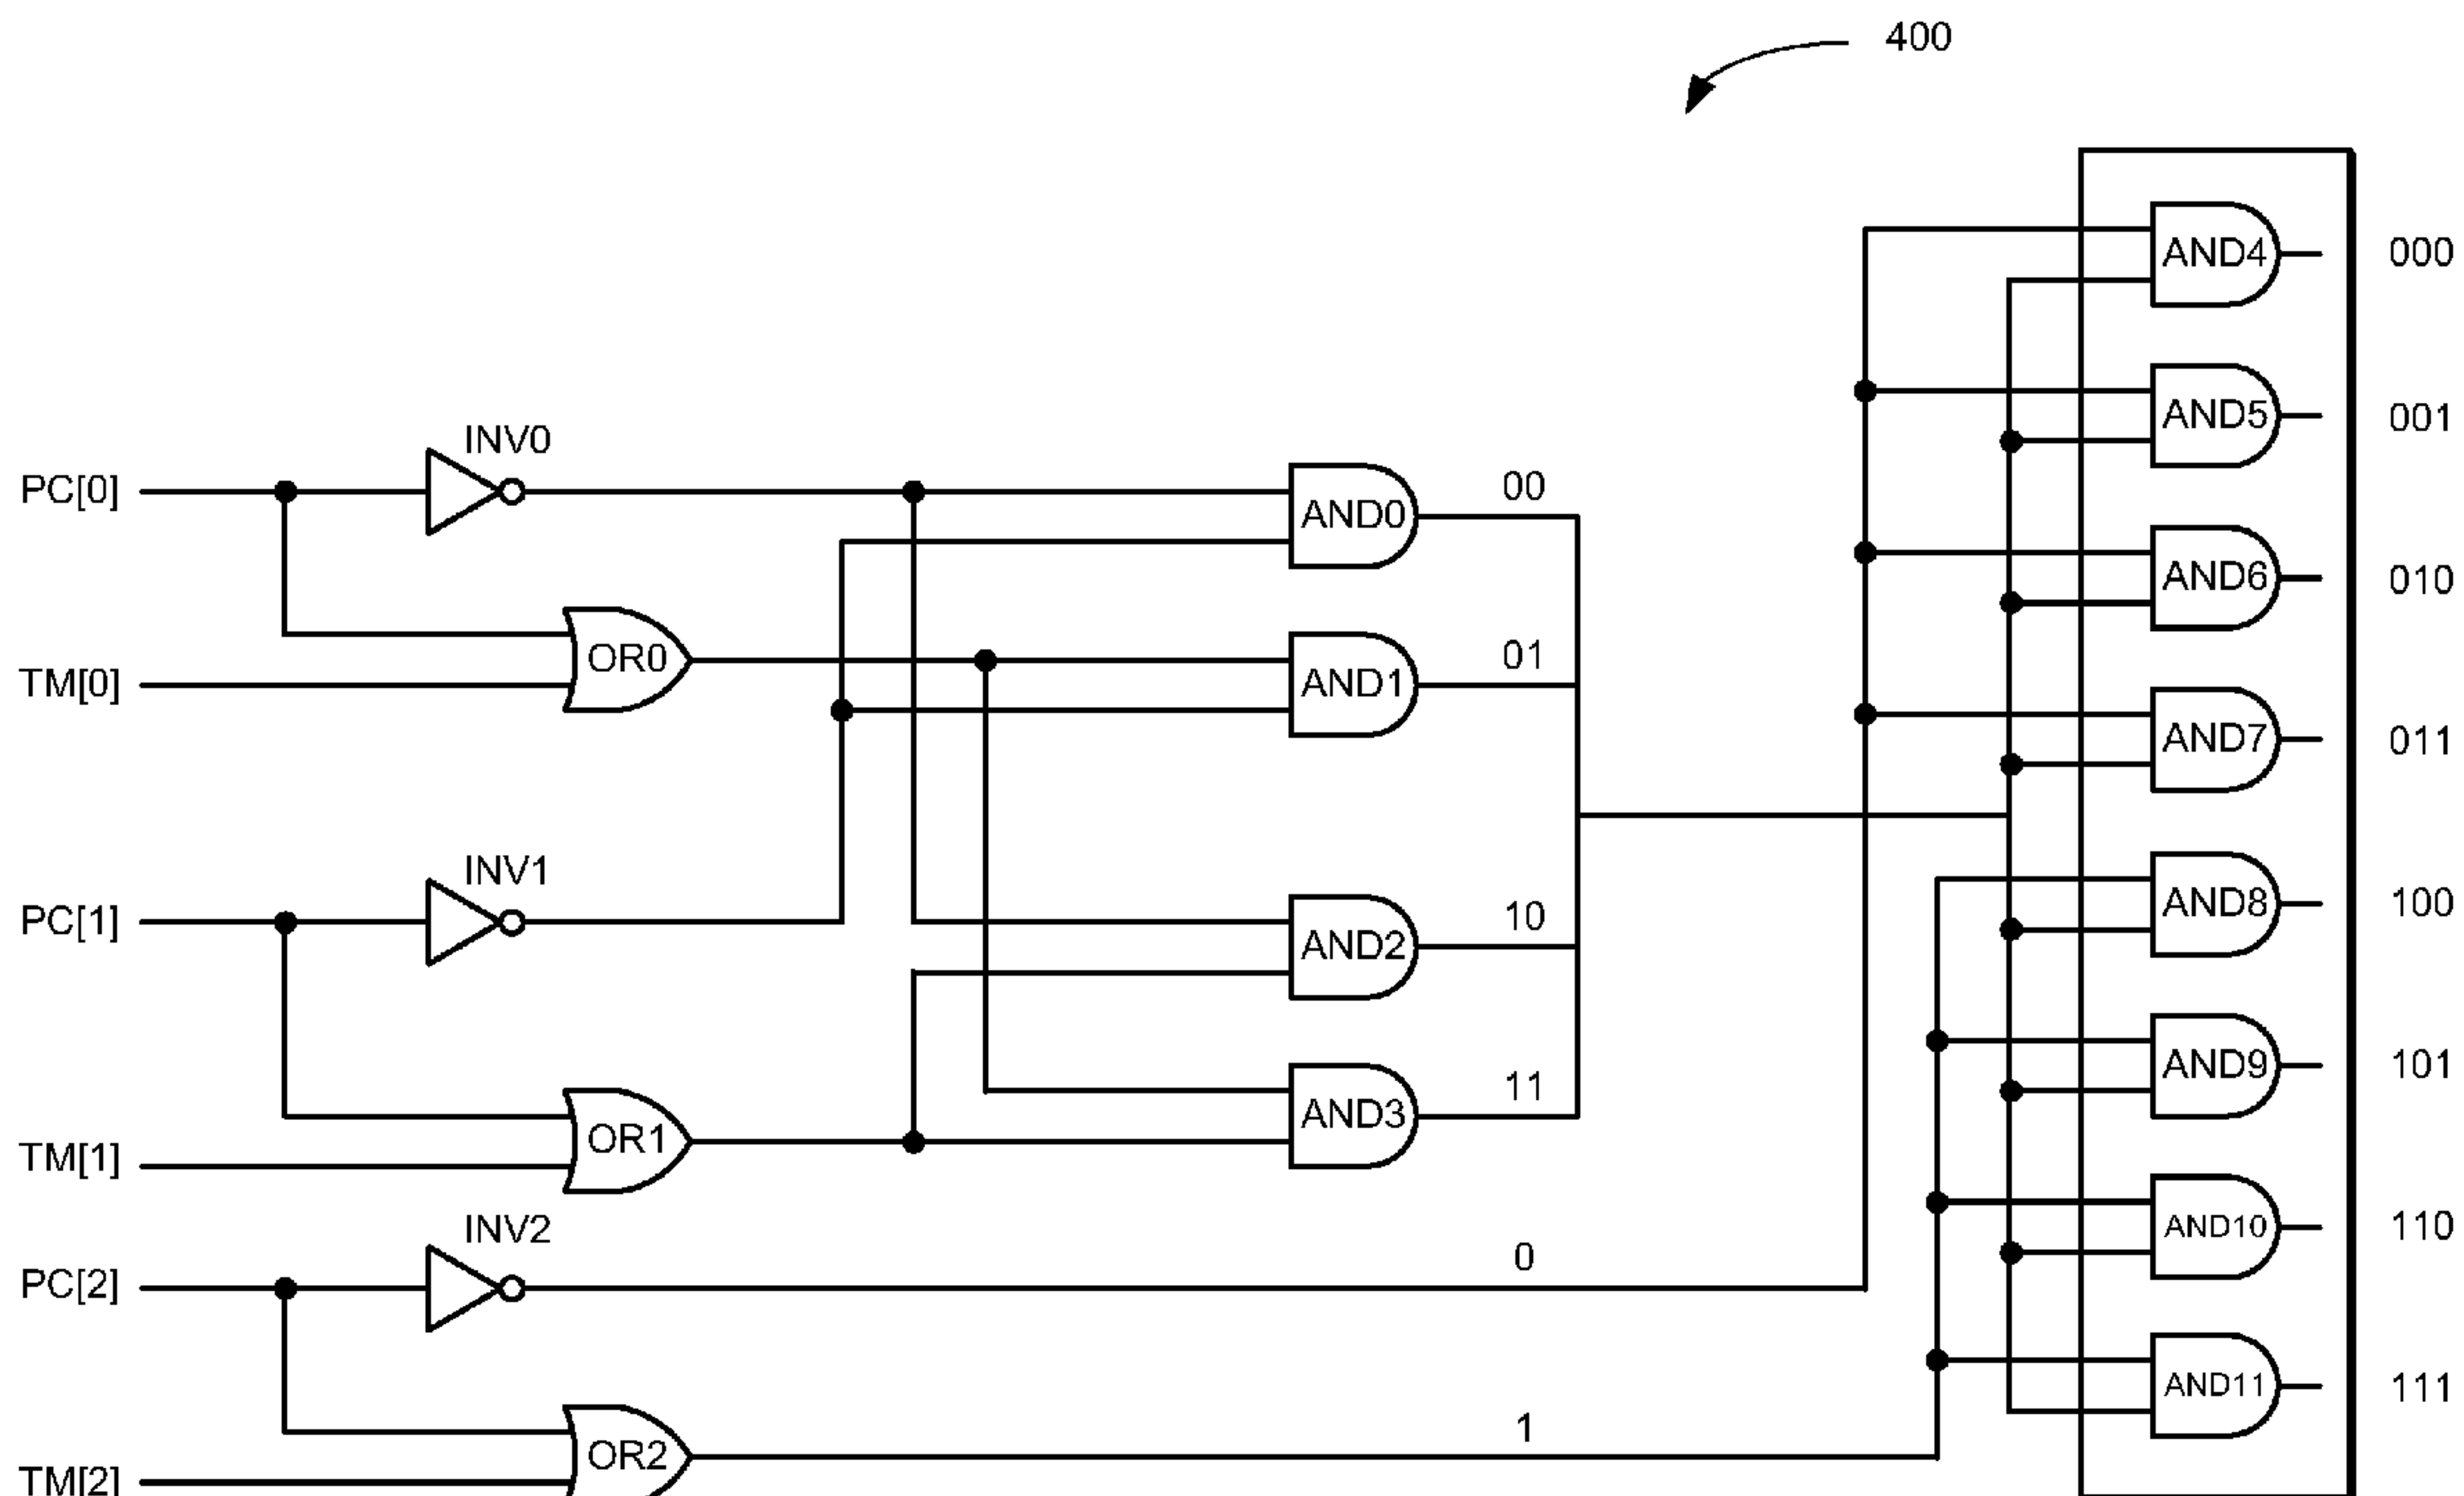 400
000
001
INV0
PC[0]
AND0
00
AND4
AND5
010
AND6
TM[0]
OR0
AND1
01
AND7
011
INV1
PC[1]
AND2
10
AND8
100
AND9
101
AND3
11
TM[1]
OR1
INV2
AND10
110
PC[2]
0
AND11
111
1
OR2
TM[2]